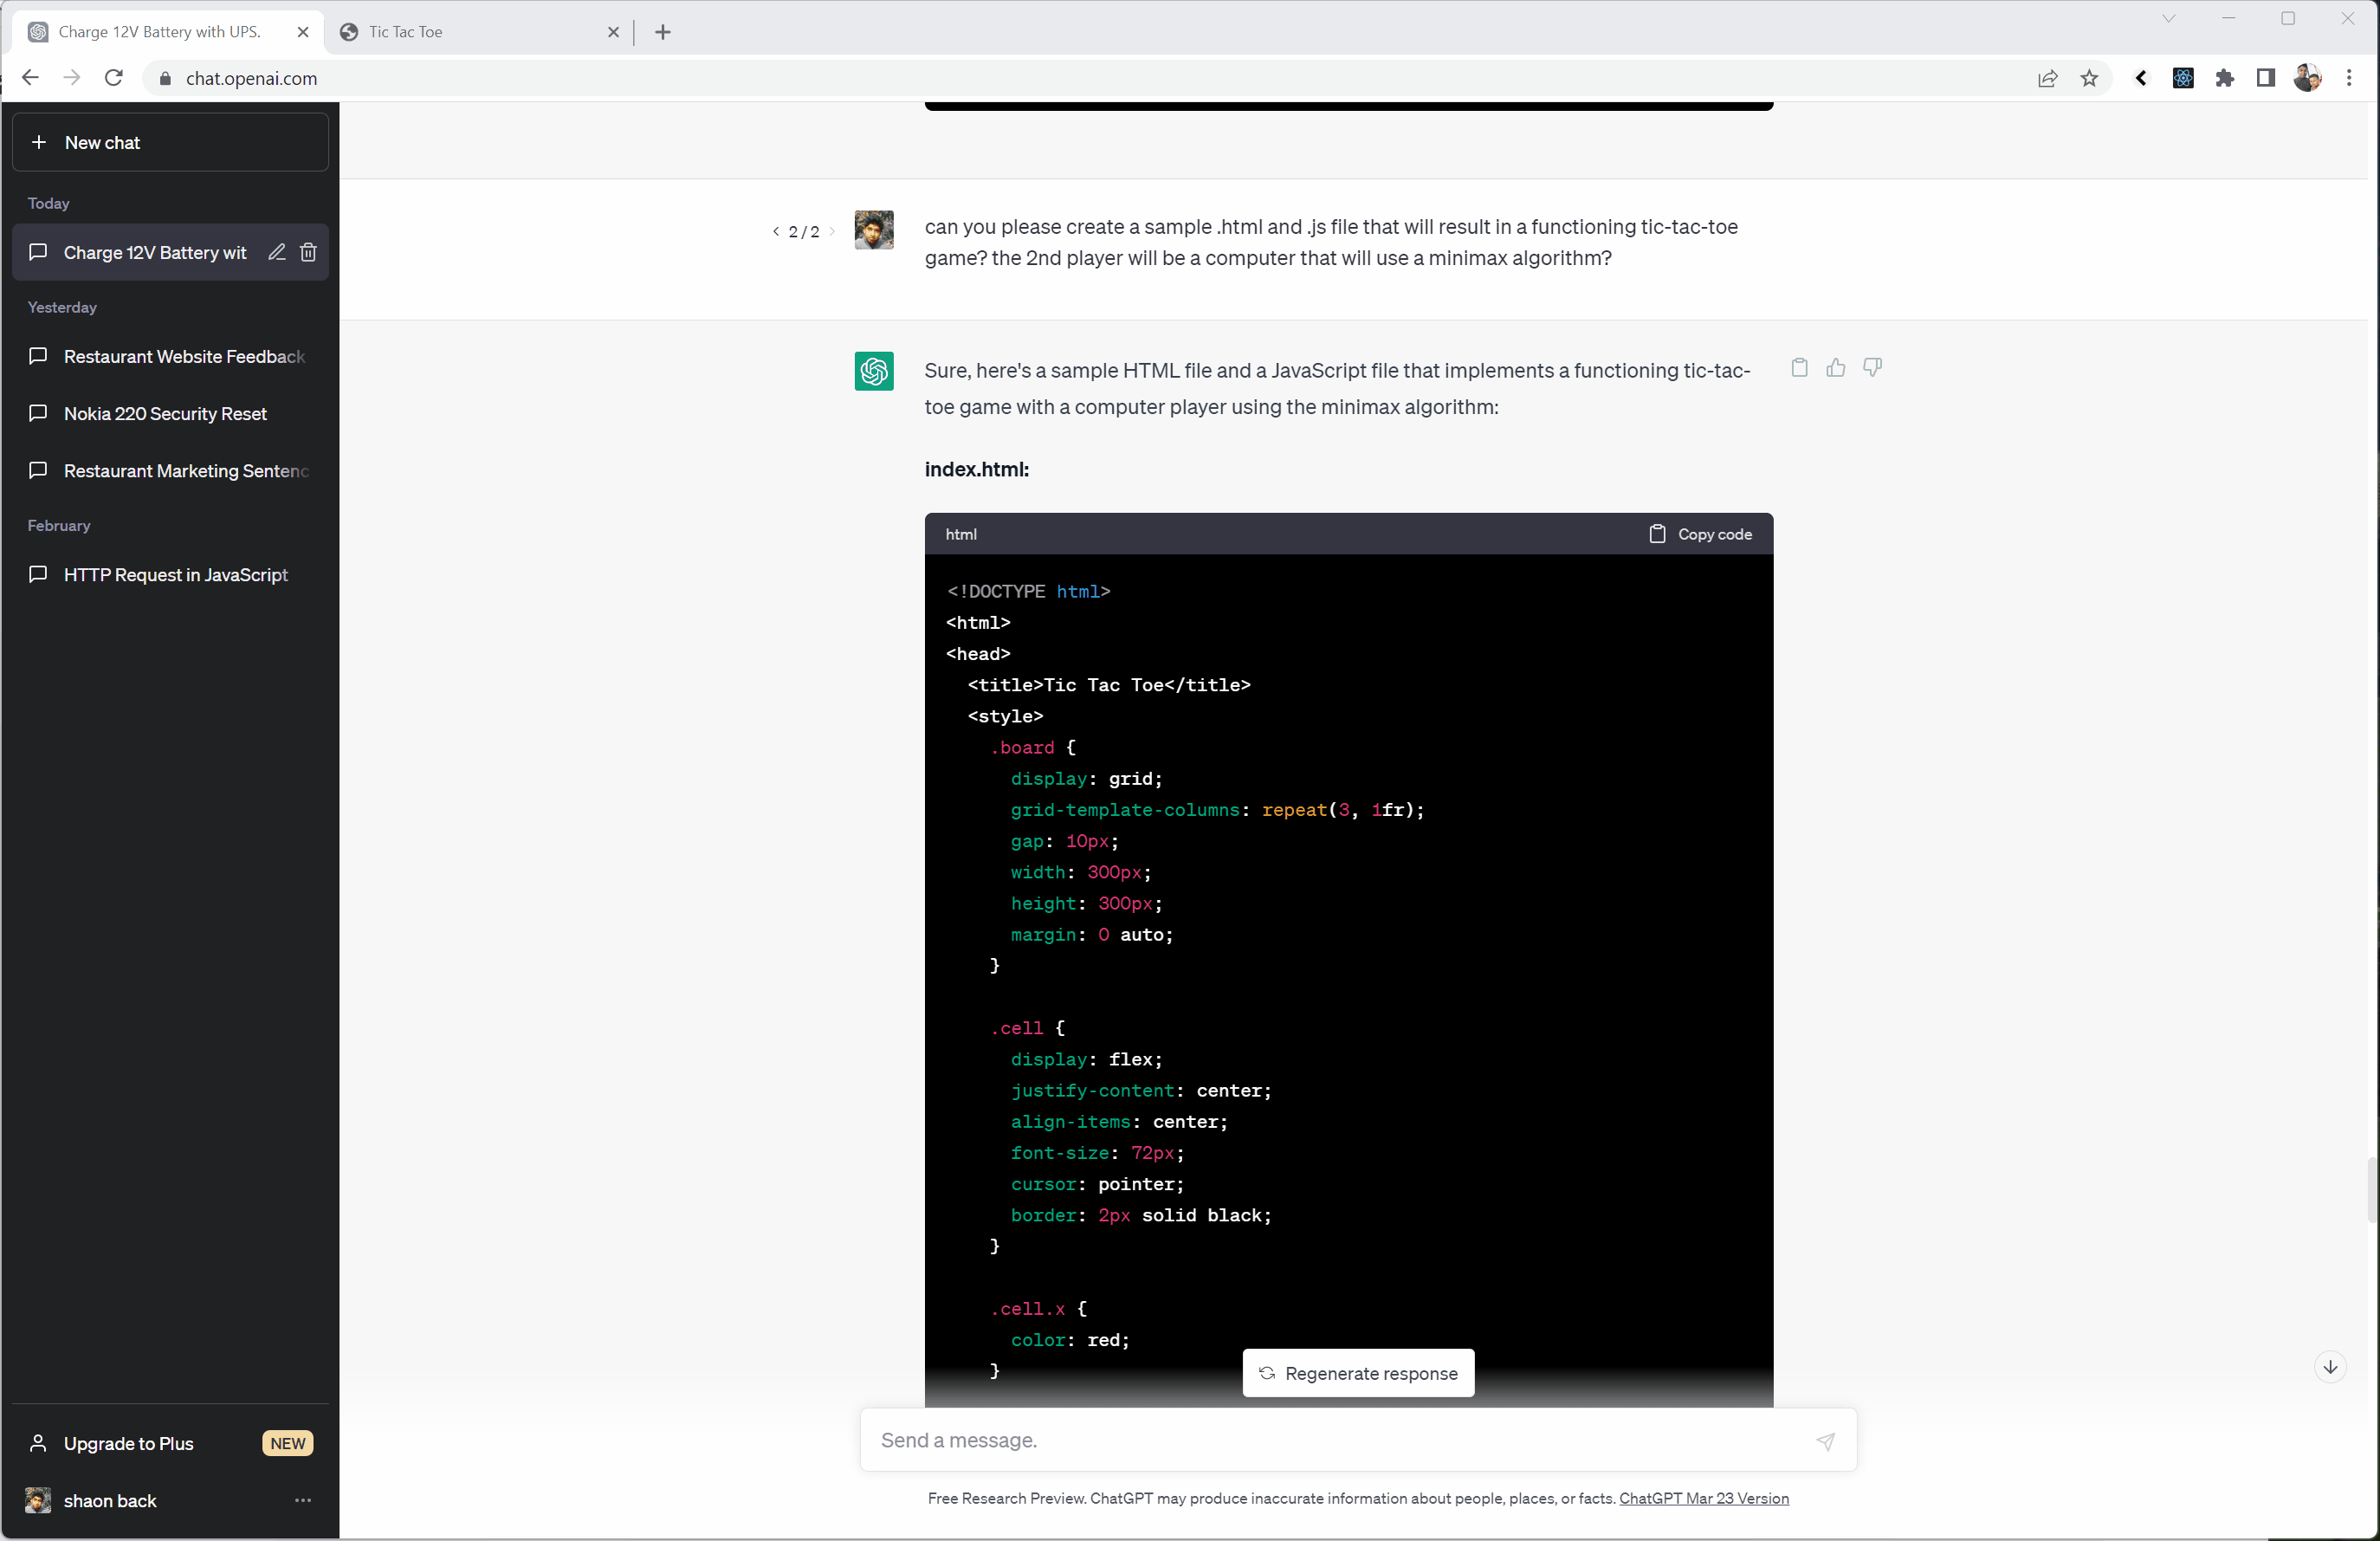 Charge 12V Battery with UPS.
Tic Tac Toe
chat.openai.com
New chat
Today
Charge 12V Battery wit
Yesterday
Restaurant Website Feedback
Nokia 220 Security Reset
Restaurant Marketing Sentenc
February
HTTP Request in JavaScript
Upgrade to Plus
NEW
shaon back
2 / 2
can you please create a sample .html and .js file that will result in a functioning tic-tac-toe
game? the 2nd player will be a computer that will use a minimax algorithm?
Sure, here's a sample HTML file and a JavaScript file that implements a functioning tic-tac-
toe game with a computer player using the minimax algorithm:
index.html:
html
Copy code
<!DOCTYPE html>
<html>
<head>
  <title>Tic Tac Toe</title>
  <style>
    .board {
      display: grid;
      grid-template-columns: repeat(3, 1fr);
      gap: 10px;
      width: 300px;
      height: 300px;
      margin: 0 auto;
    }
    .cell {
      display: flex;
      justify-content: center;
      align-items: center;
      font-size: 72px;
      cursor: pointer;
      border: 2px solid black;
    }
    .cell.x {
      color: red;
    }
Regenerate response
Send a message.
Free Research Preview. ChatGPT may produce inaccurate information about people, places, or facts. ChatGPT Mar 23 Version